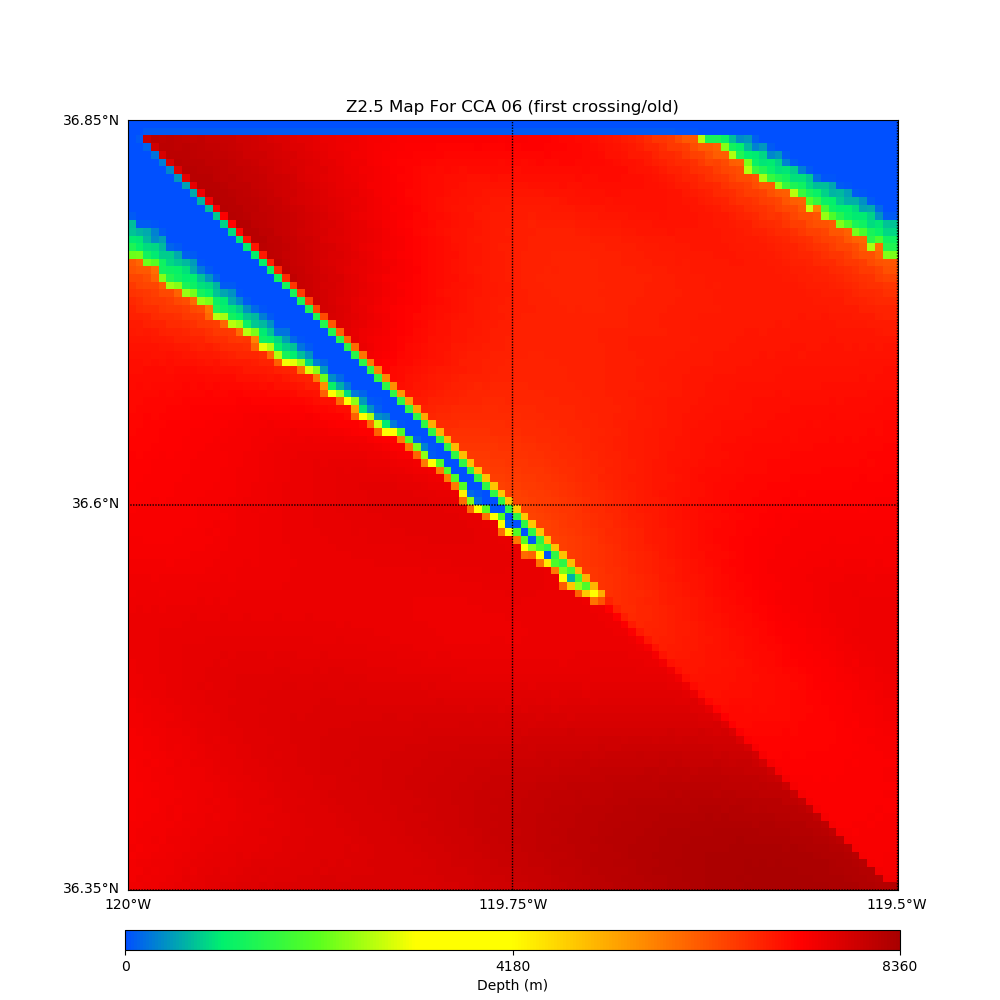 Z2.5 Map For CCA 06 (first crossing/old)
36.85°N
36.6°N
36.35°N
120°W 119.75°W 119.5°W
0 4180 8360
Depth (m)